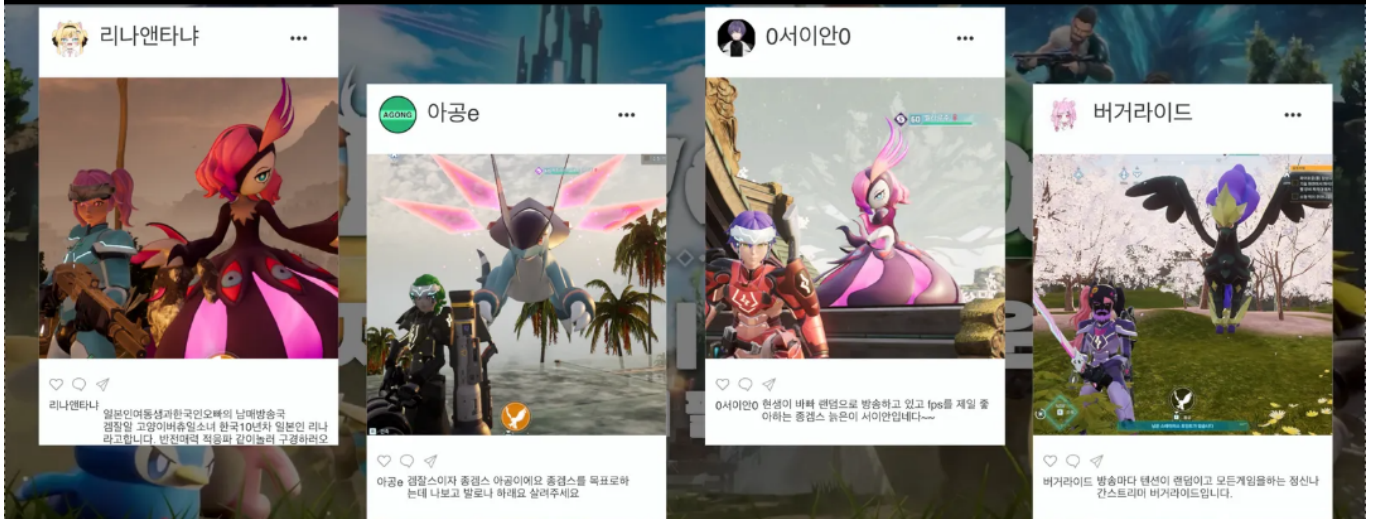 리나앤타냐
리나앤타냐 일본인여동생과한국인오빠의 남매방송국
겜잘알 고양이버츄얼소녀 한국10년차 일본인 리나
라고합니다. 반전매력 적응파 같이놀러 구경하러오
아공e
AGONG
아공e 겜잘스이자 종겜스 아공이에요 종겜스를 목표로하
는데 나보고 발로나 하래요 살려주세요
0서이안0
60
0서이안0 현생이 바빠 랜덤으로 방송하고 있고 fps를 제일 좋
아하는 종겜스 늙은이 서이안입네다~~
버거라이드
버거라이드 방송마다 텐션이 랜덤이고 모든게임을하는 정신나
간스트리머 버거라이드입니다.